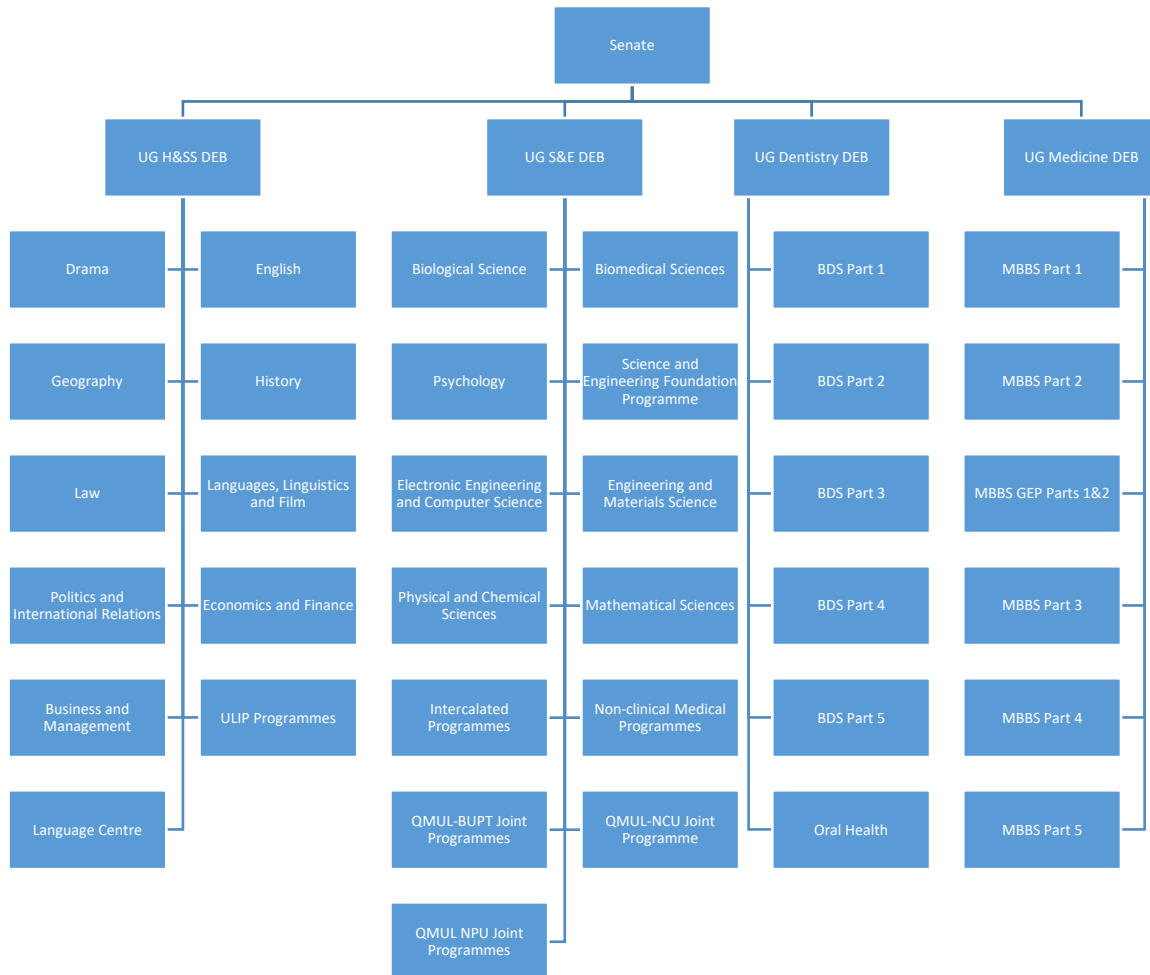 Senate
UG H&SS DEB
UG S&E DEB
UG Dentistry DEB
UG Medicine DEB
Drama
English
Biological Science
Biomedical Sciences
BDS Part 1
MBBS Part 1
Geography
History
Psychology
Science and
Engineering Foundation
Programme
BDS Part 2
MBBS Part 2
Law
Languages, Linguistics
and Film
Electronic Engineering
and Computer Science
Engineering and
Materials Science
BDS Part 3
MBBS GEP Parts 1&2
Politics and
International Relations
Economics and Finance
Physical and Chemical
Sciences
Mathematical Sciences
BDS Part 4
MBBS Part 3
Business and
Management
ULIP Programmes
Intercalated
Programmes
Non-clinical Medical
Programmes
BDS Part 5
MBBS Part 4
Language Centre
QMUL-BUPT Joint
Programmes
QMUL-NCU Joint
Programme
Oral Health
MBBS Part 5
QMUL NPU Joint
Programmes